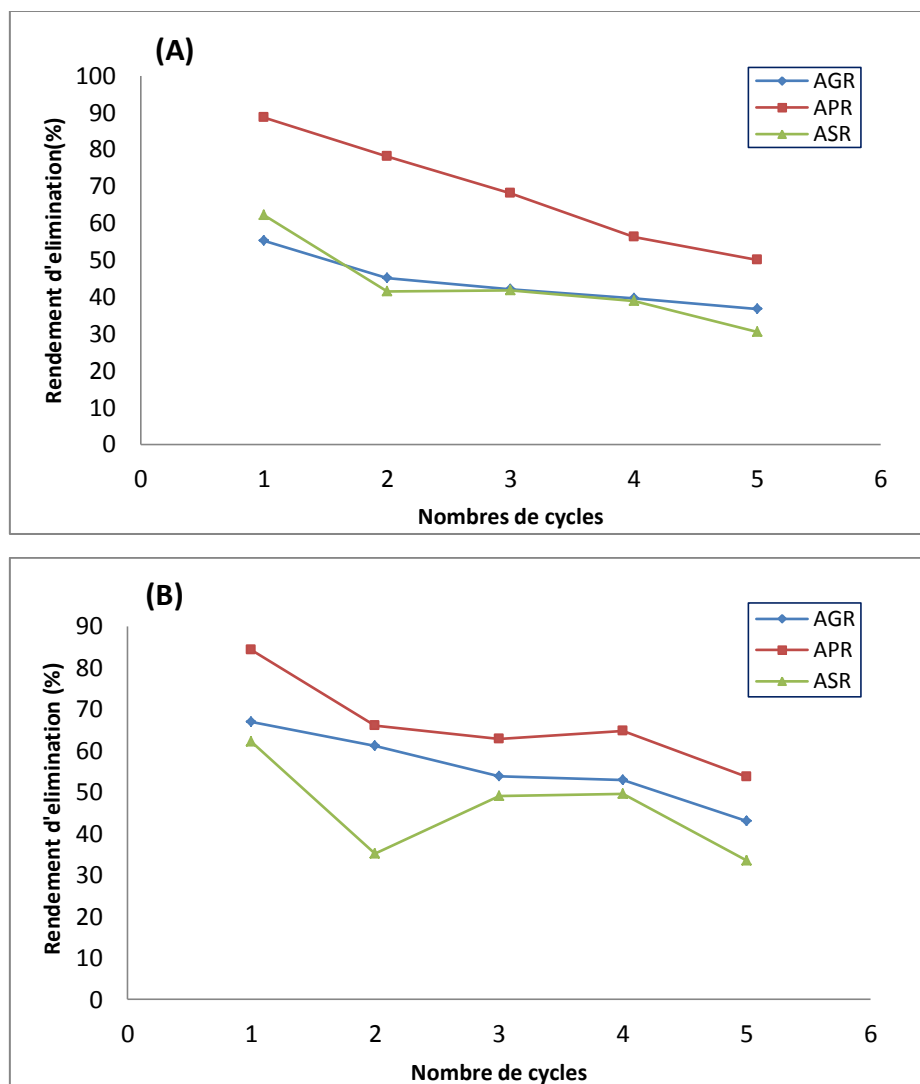 (A)
100
90
80
70
60
50
40
30
20
10
0
Rendement d'elimination(%)
0 1 2 3 4 5 6
Nombres de cycles
AGR
APR
ASR
(B)
90
80
70
60
50
40
30
20
10
0
Rendement d'elimination (%)
0 1 2 3 4 5 6
Nombre de cycles
AGR
APR
ASR